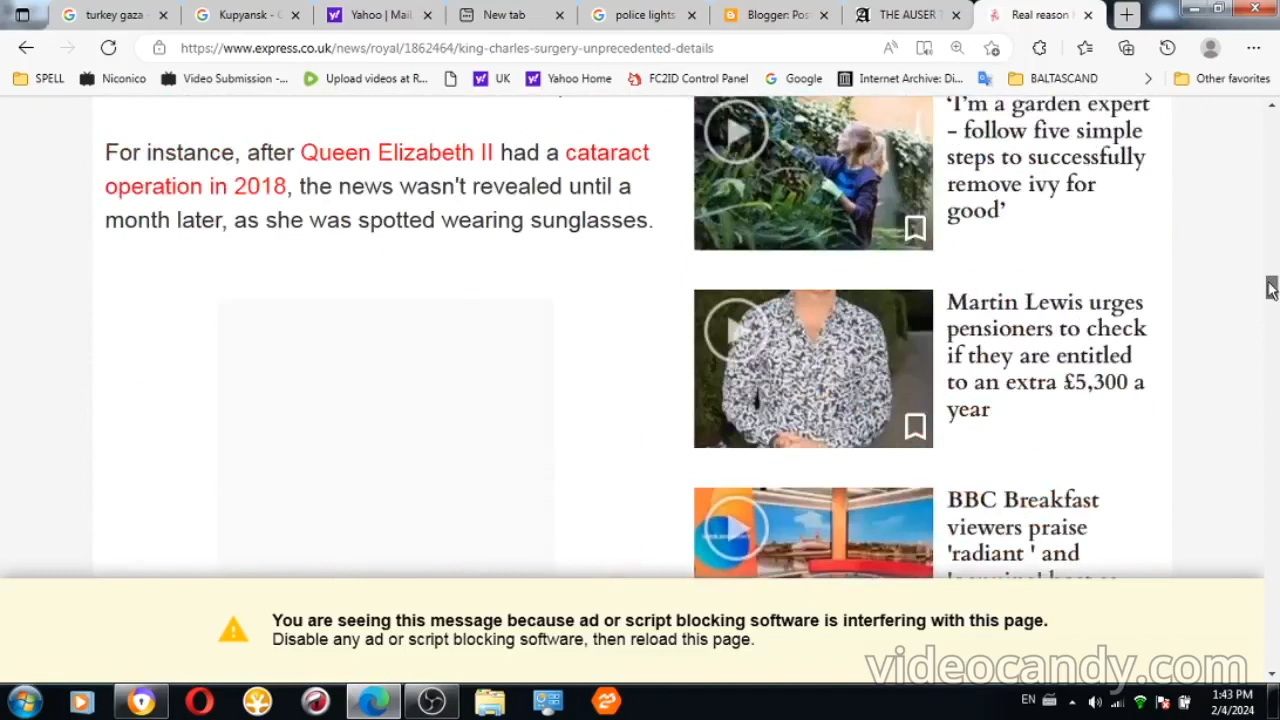 turkey gaza -
Kupyansk - G
Yahoo | Mail
New tab
police lights
Blogger: Pos
THE AUSER
Real reason
https://www.express.co.uk/news/royal/1862464/king-charles-surgery-unprecedented-details
SPELL
Niconico
Video Submission -...
Upload videos at R...
UK
Yahoo Home
FC2ID Control Panel
Google
Internet Archive: Di...
BALTASCAND
Other favorites
For instance, after Queen Elizabeth II had a cataract
operation in 2018, the news wasn't revealed until a
month later, as she was spotted wearing sunglasses.
'I'm a garden expert
- follow five simple
steps to successfully
remove ivy for
good'
Martin Lewis urges
pensioners to check
if they are entitled
to an extra £5,300 a
year
BBC Breakfast
viewers praise
'radiant ' and
You are seeing this message because ad or script blocking software is interfering with this page.
Disable any ad or script blocking software, then reload this page.
videocandy.com
EN
1:43 PM
2/4/2024